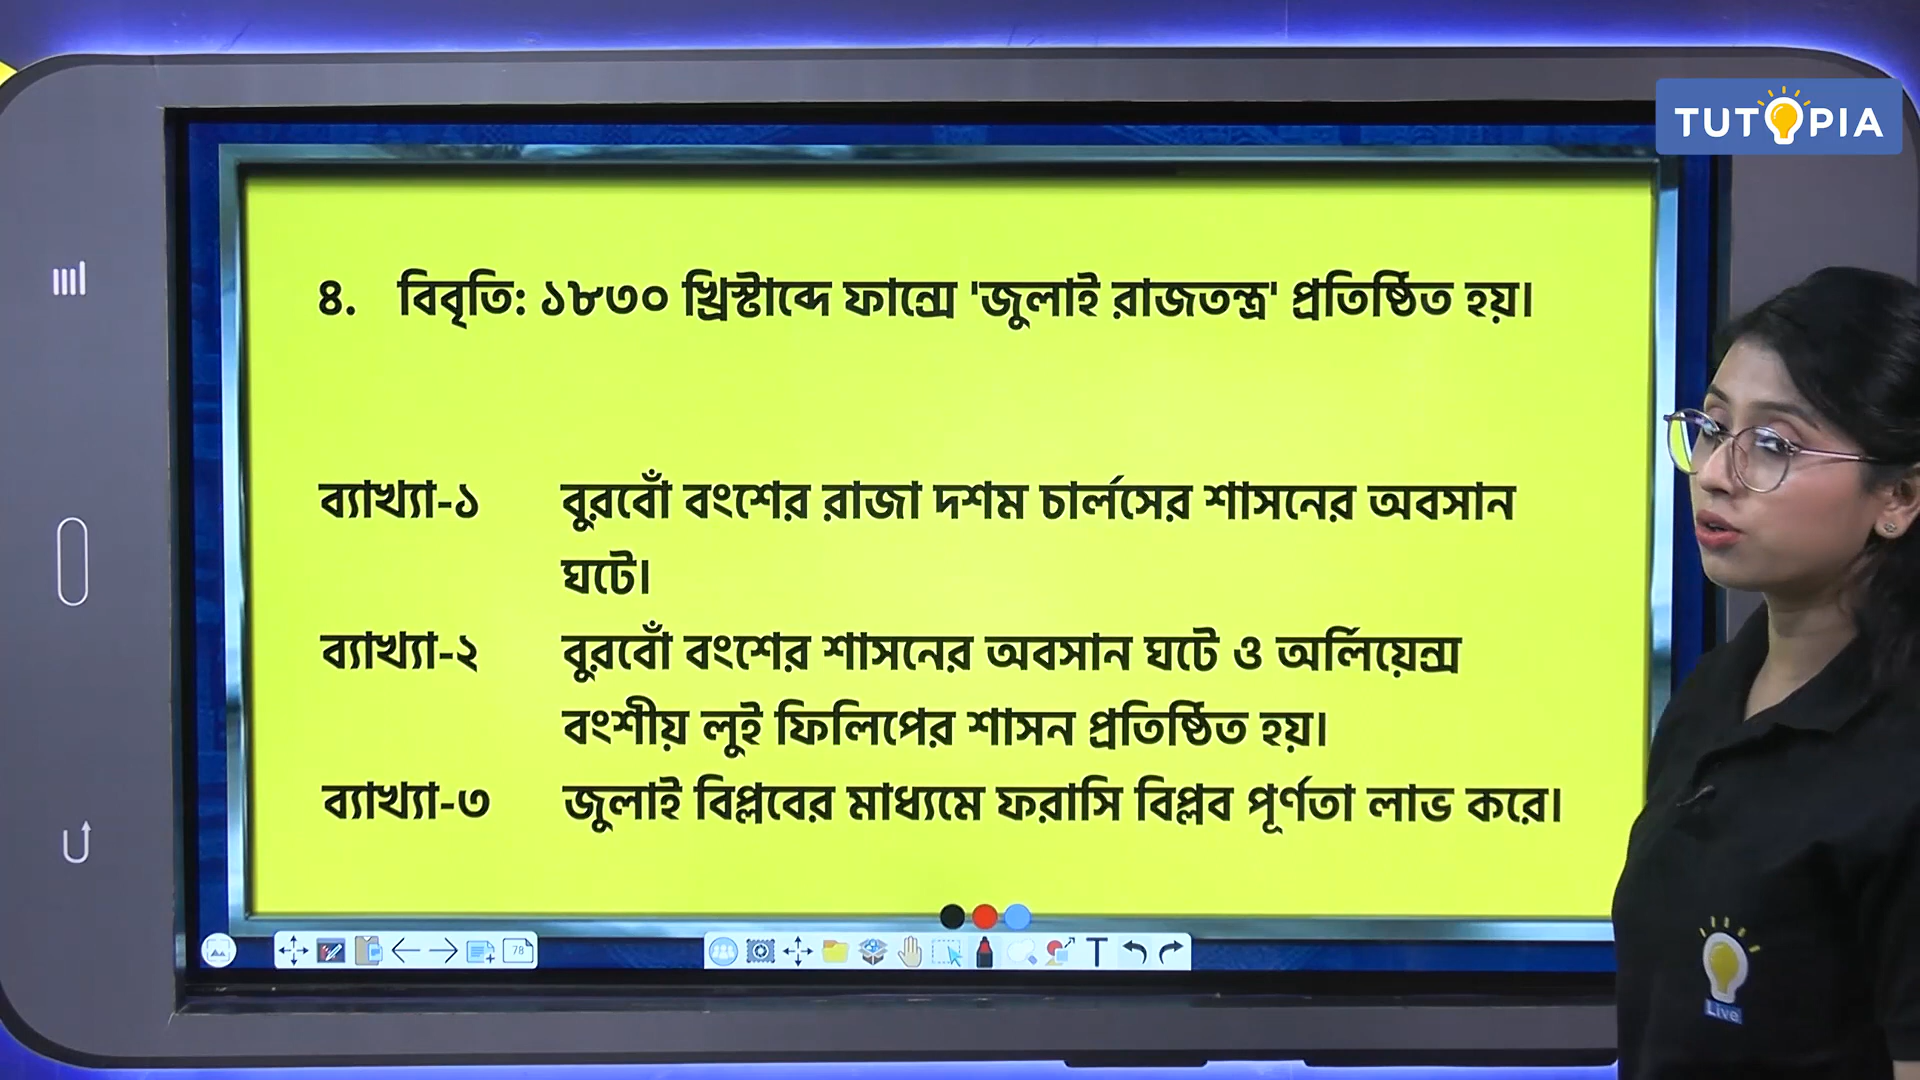 TUTOPIA
৪. বিবৃতি: ১৮৩০ খ্রিস্টাব্দে ফান্সে 'জুলাই রাজতন্ত্র' প্রতিষ্ঠিত হয়।
ব্যাখ্যা-১ বুরবোঁ বংশের রাজা দশম চার্লসের শাসনের অবসান
ঘটে।
ব্যাখ্যা-২ বুরবোঁ বংশের শাসনের অবসান ঘটে ও অর্লিয়েন্স
বংশীয় লুই ফিলিপের শাসন প্রতিষ্ঠিত হয়।
ব্যাখ্যা-৩ জুলাই বিপ্লবের মাধ্যমে ফরাসি বিপ্লব পূর্ণতা লাভ করে।
78
T
Live